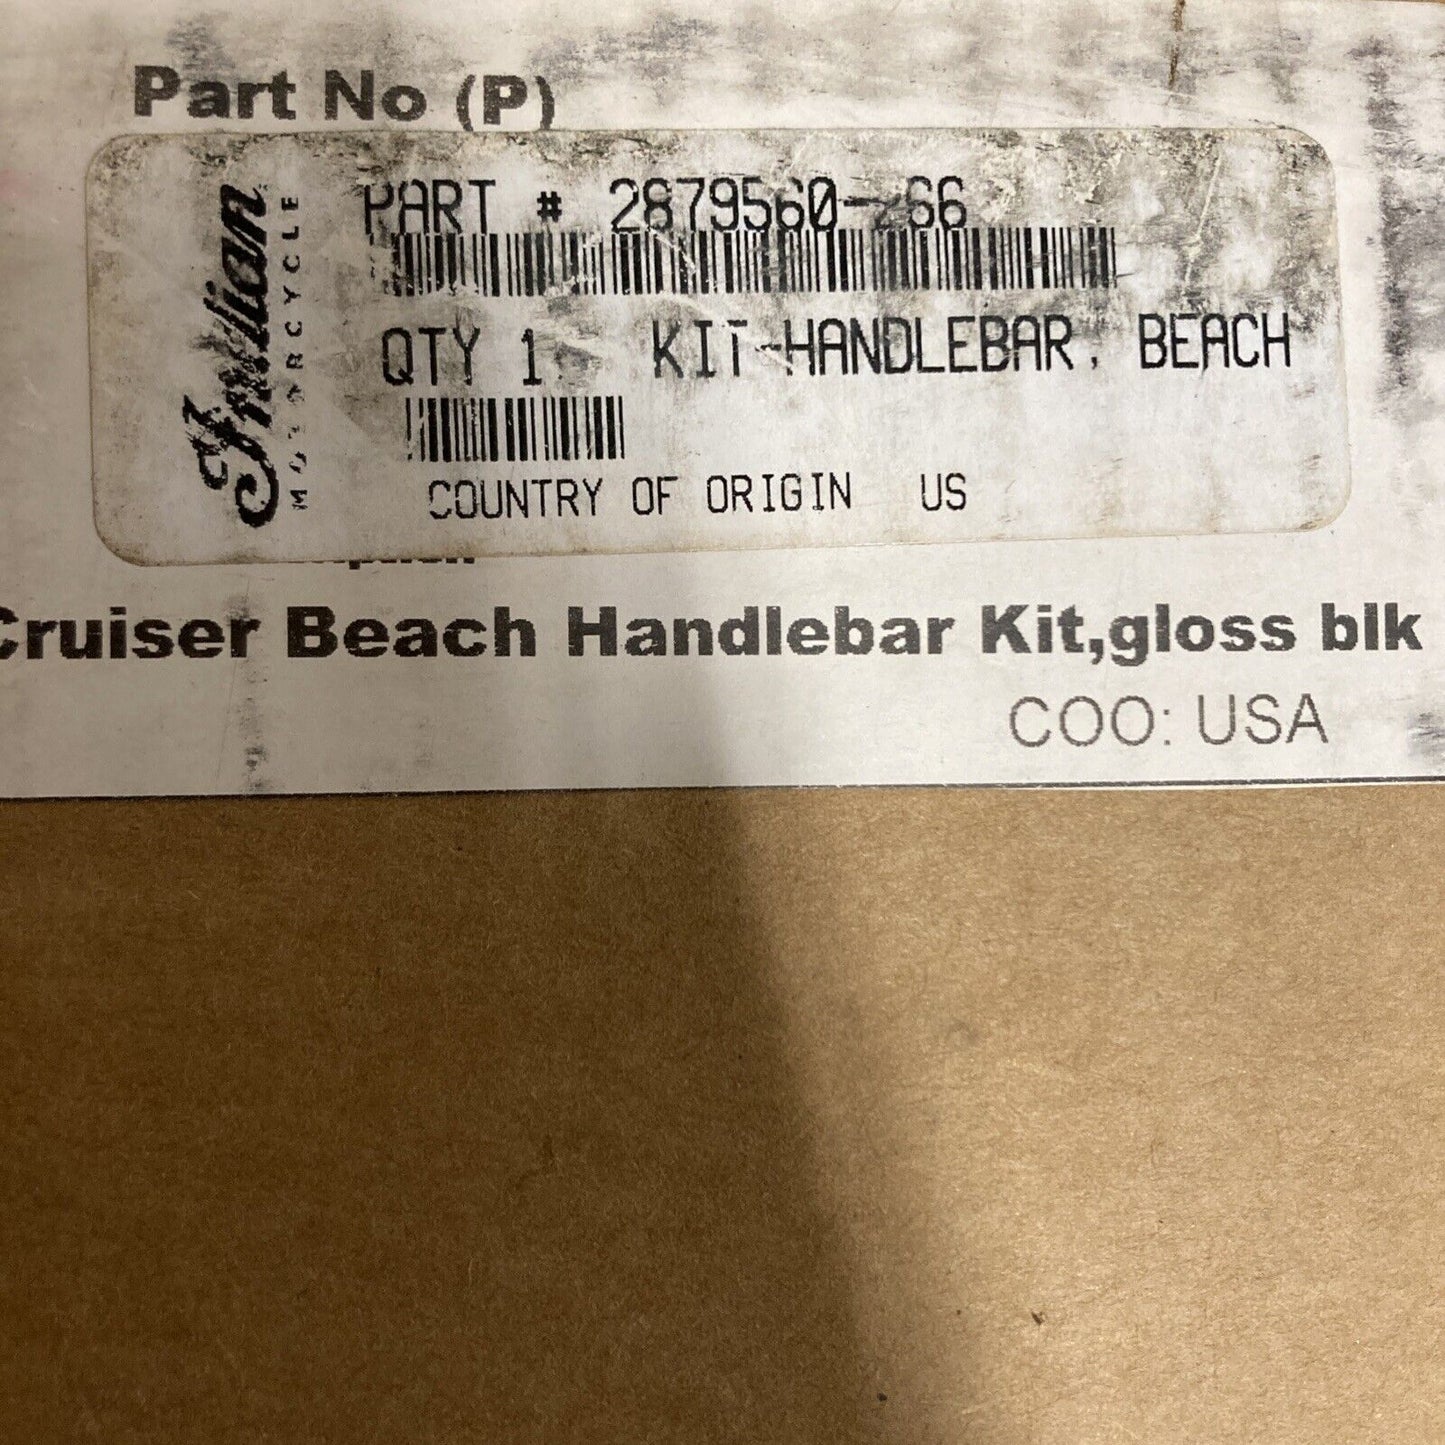 Part No (P)
Indian
MOTORCYCLE
PART # 2879560-266
QTY 1 KIT-HANDLEBAR, BEACH
COUNTRY OF ORIGIN US
Cruiser Beach Handlebar Kit,gloss blk
COO: USA